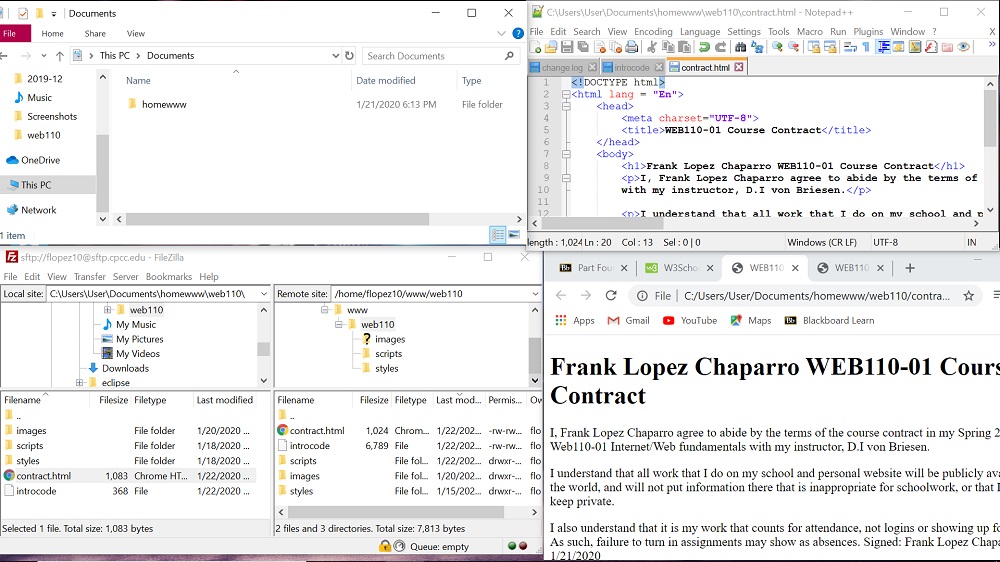 Documents
File Home Share View
This PC Documents
Search Documents
Name Date modified Type
2019-12
Music
Screenshots
web110
OneDrive
This PC
Network
homewww 1/21/2020 6:13 PM File folder
1 item
C:\Users\User\Documents\homewww\web110\contract.html - Notepad++
File Edit Search View Encoding Language Settings Tools Macro Run Plugins Window ?
change.log introcode contract.html
1 <!DOCTYPE html>
2 <html lang = "En">
3 <head>
4 <meta charset="UTF-8">
5 <title>WEB110-01 Course Contract</title>
6 </head>
7 <body>
8 <h1>Frank Lopez Chaparro WEB110-01 Course Contract</h1>
9 <p>I, Frank Lopez Chaparro agree to abide by the terms of
10 with my instructor, D.I von Briesen.</p>
11
12 <p>I understand that all work that I do on my school and p
length : 1,024 Ln : 20 Col : 13 Sel : 0 | 0 Windows (CR LF) UTF-8 IN
sftp://flopez10@sftp.cpcc.edu - FileZilla
File Edit View Transfer Server Bookmarks Help
Local site: C:\Users\User\Documents\homewww\web110\
web110
My Music
My Pictures
My Videos
Downloads
eclipse
Remote site: /home/flopez10/www/web110
www
web110
images
scripts
styles
Filename Filesize Filetype Last modified
..
images File folder 1/20/2020 ...
scripts File folder 1/18/2020 ...
styles File folder 1/18/2020 ...
contract.html 1,083 Chrome HT... 1/22/2020 ...
introcode 368 File 1/22/2020 ...
Selected 1 file. Total size: 1,083 bytes
Filename Filesize Filetype Last mod... Permis... Ow
..
contract.html 1,024 Chrom... 1/22/202... -rw-rw... flo
introcode 6,789 File 1/22/202... -rw-rw... flo
scripts File fol... 1/22/202... drwxr-... flo
images File fol... 1/20/202... drwxr-... flo
styles File fol... 1/15/202... drwxr-... flo
2 files and 3 directories. Total size: 7,813 bytes
Queue: empty
Part Four W3Scho WEB110 WEB110
File C:/Users/User/Documents/homewww/web110/contra...
Apps Gmail YouTube Maps Blackboard Learn
Frank Lopez Chaparro WEB110-01 Cours
Contract
I, Frank Lopez Chaparro agree to abide by the terms of the course contract in my Spring 2
Web110-01 Internet/Web fundamentals with my instructor, D.I von Briesen.
I understand that all work that I do on my school and personal website will be publicly ava
the world, and will not put information there that is inappropriate for schoolwork, or that I
keep private.
I also understand that it is my work that counts for attendance, not logins or showing up fo
As such, failure to turn in assignments may show as absences. Signed: Frank Lopez Chapa
1/21/2020